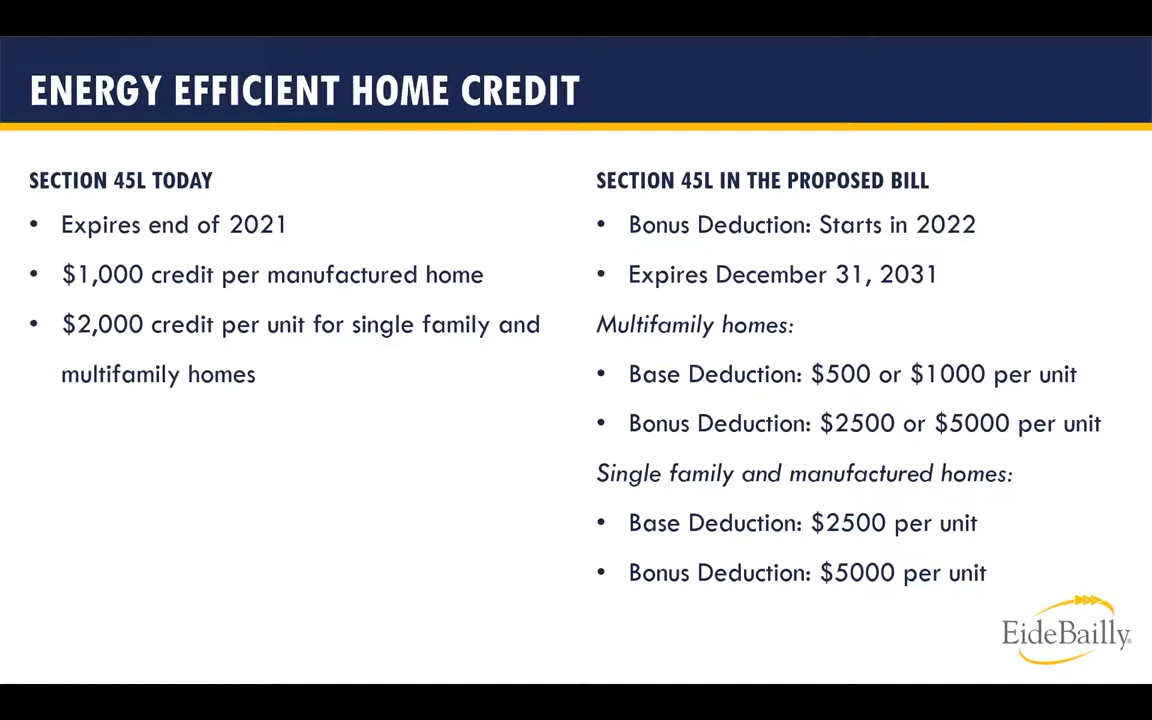 ENERGY EFFICIENT HOME CREDIT
SECTION 45L TODAY
• Expires end of 2021
• $1,000 credit per manufactured home
• $2,000 credit per unit for single family and
multifamily homes
SECTION 45L IN THE PROPOSED BILL
• Bonus Deduction: Starts in 2022
• Expires December 31, 2031
Multifamily homes:
• Base Deduction: $500 or $1000 per unit
• Bonus Deduction: $2500 or $5000 per unit
Single family and manufactured homes:
• Base Deduction: $2500 per unit
• Bonus Deduction: $5000 per unit
EideBailly